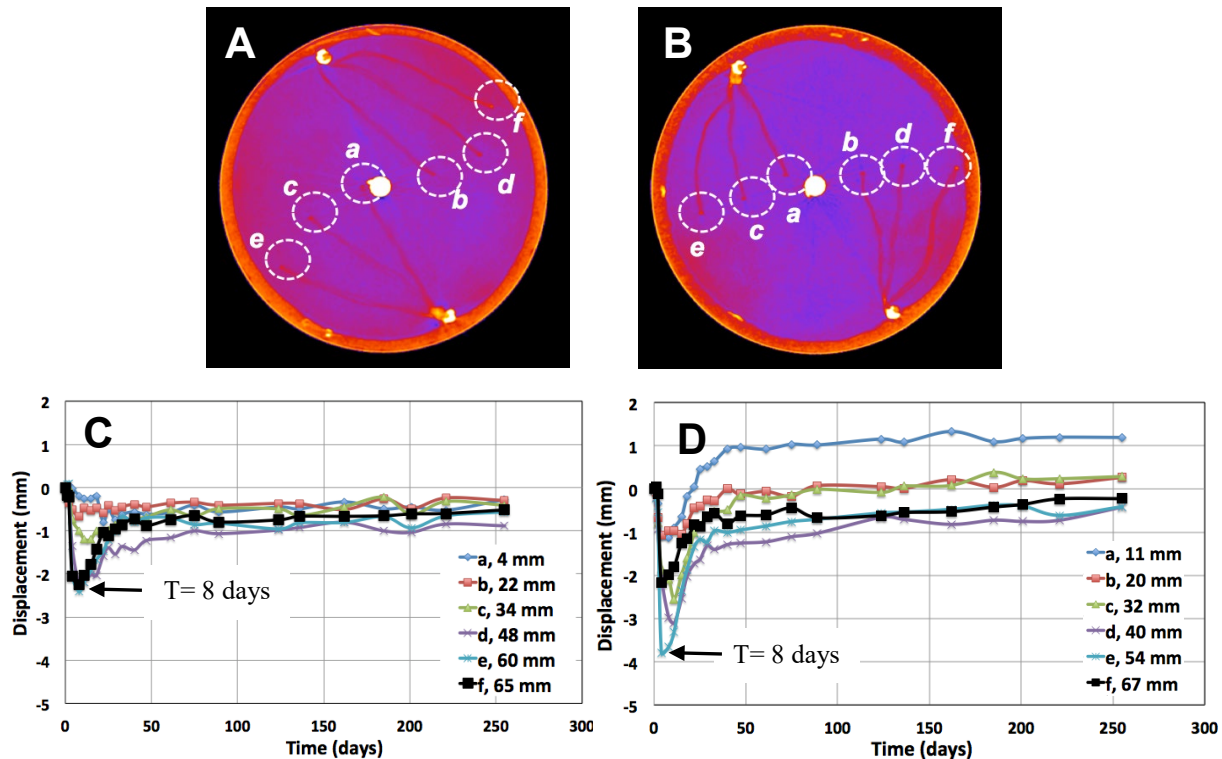 A
f
a
d
c
b
e
B
b
d
f
a
c
e
C
2
1
0
-1
-2
-3
-4
-5
Displacement (mm)
T= 8 days
a, 4 mm
b, 22 mm
c, 34 mm
d, 48 mm
e, 60 mm
f, 65 mm
0 50 100 150 200 250 300
Time (days)
D
2
1
0
-1
-2
-3
-4
-5
Displacement (mm)
T= 8 days
a, 11 mm
b, 20 mm
c, 32 mm
d, 40 mm
e, 54 mm
f, 67 mm
0 50 100 150 200 250 300
Time (days)